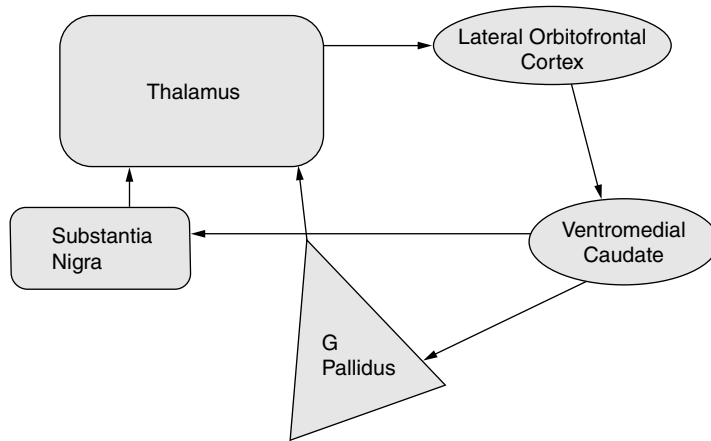 Thalamus
Lateral Orbitofrontal
Cortex
Substantia
Nigra
Ventromedial
Caudate
G
Pallidus